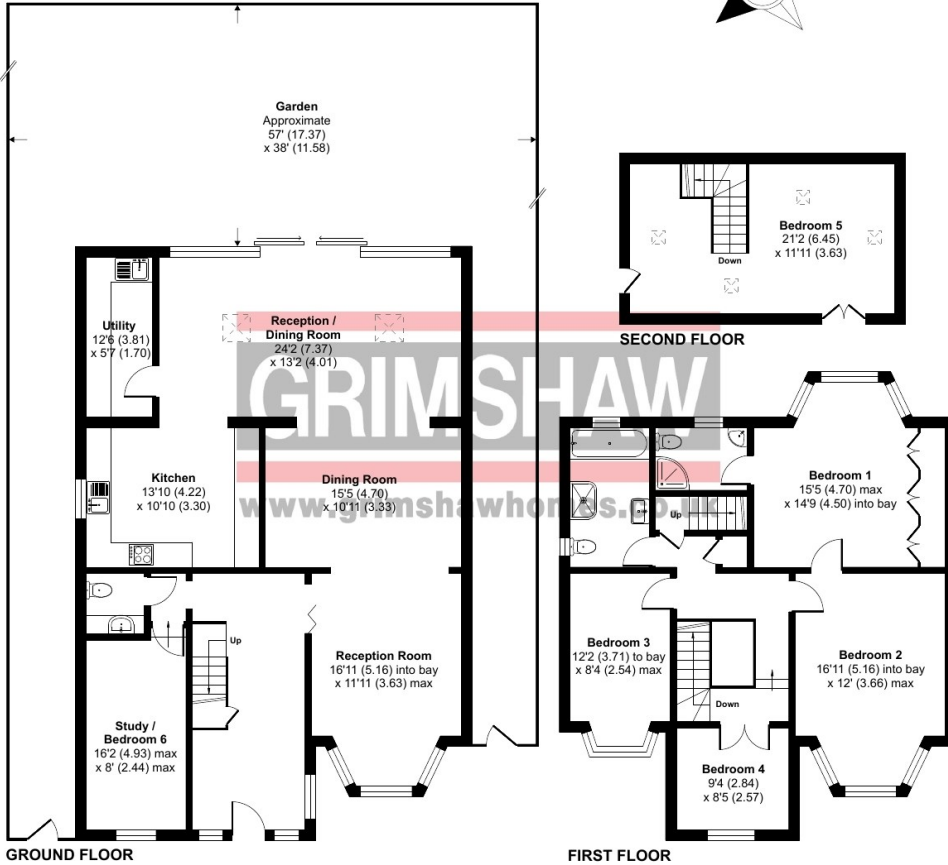 Garden
Approximate
57' (17.37)
x 38' (11.58)
Bedroom 5
21'2 (6.45)
x 11'11 (3.63)
Down
SECOND FLOOR
Utility
12'6 (3.81)
x 5'7 (1.70)
Reception /
Dining Room
24'2 (7.37)
x 13'2 (4.01)
GRIMSHAW
www.grimshawhomes.co.uk
Kitchen
13'10 (4.22)
x 10'10 (3.30)
Dining Room
15'5 (4.70)
x 10'11 (3.33)
Up
Reception Room
16'11 (5.16) into bay
x 11'11 (3.63) max
Study /
Bedroom 6
16'2 (4.93) max
x 8' (2.44) max
GROUND FLOOR
Bedroom 1
15'5 (4.70) max
x 14'9 (4.50) into bay
Up
Bedroom 3
12'2 (3.71) to bay
x 8'4 (2.54) max
Bedroom 2
16'11 (5.16) into bay
x 12' (3.66) max
Down
Bedroom 4
9'4 (2.84)
x 8'5 (2.57)
FIRST FLOOR